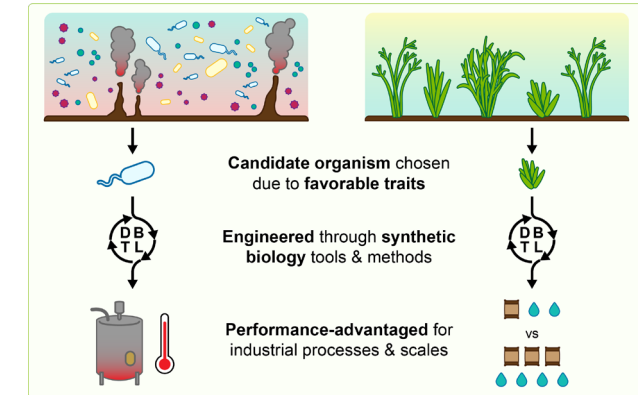 Candidate organism chosen
due to favorable traits
D B
T L
Engineered through synthetic
biology tools & methods
D B
T L
Performance-advantaged for
industrial processes & scales
vs